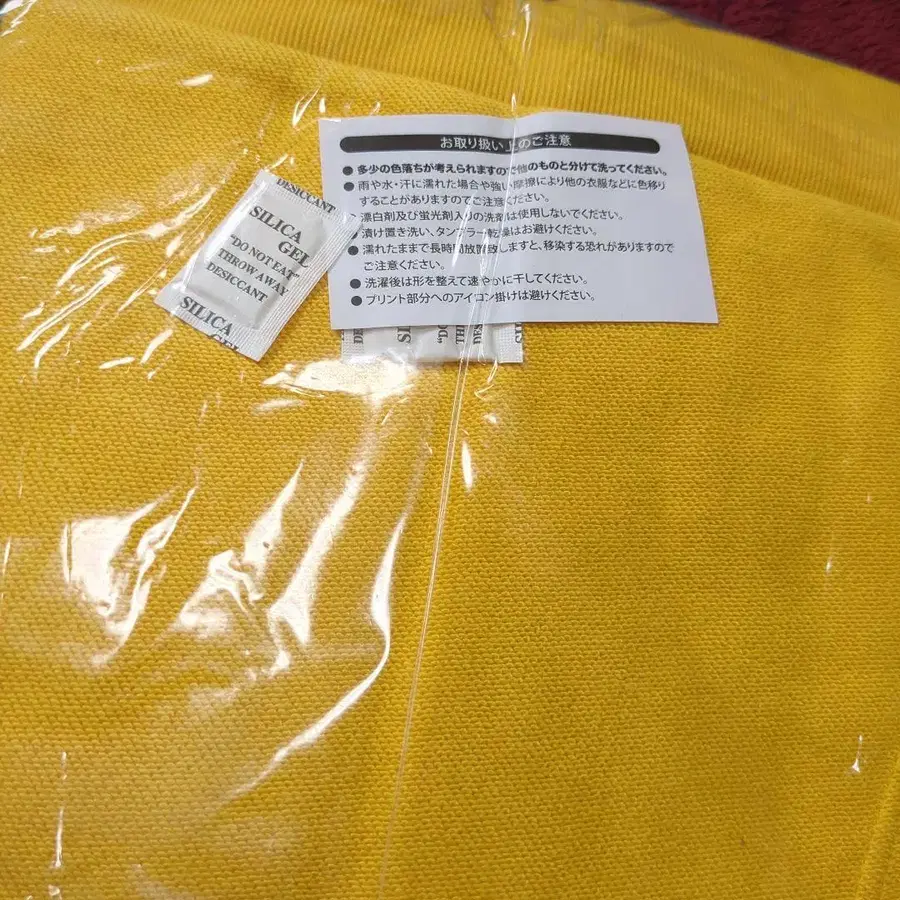 お取り扱い上のご注意
● 多少の色落ちが考えられますので他のものと分けて洗ってください。
● 雨や水・汗に濡れた場合や強い摩擦により他の衣服などに色移り
することがありますのでご注意ください。
● 漂白剤及び蛍光剤入りの洗剤は使用しないでください。
● 漬け置き洗い、タンブラー乾燥はお避けください。
● 濡れたままで長時間放置致しますと、移染する恐れがありますので
ご注意ください。
● 洗濯後は形を整えて速やかに干してください。
● プリント部分へのアイロン掛けは避けください。
DESICCANT
SILICA
GEL
"DO NOT EAT"
THROW AWAY
DESICCANT
SILICA
GEL